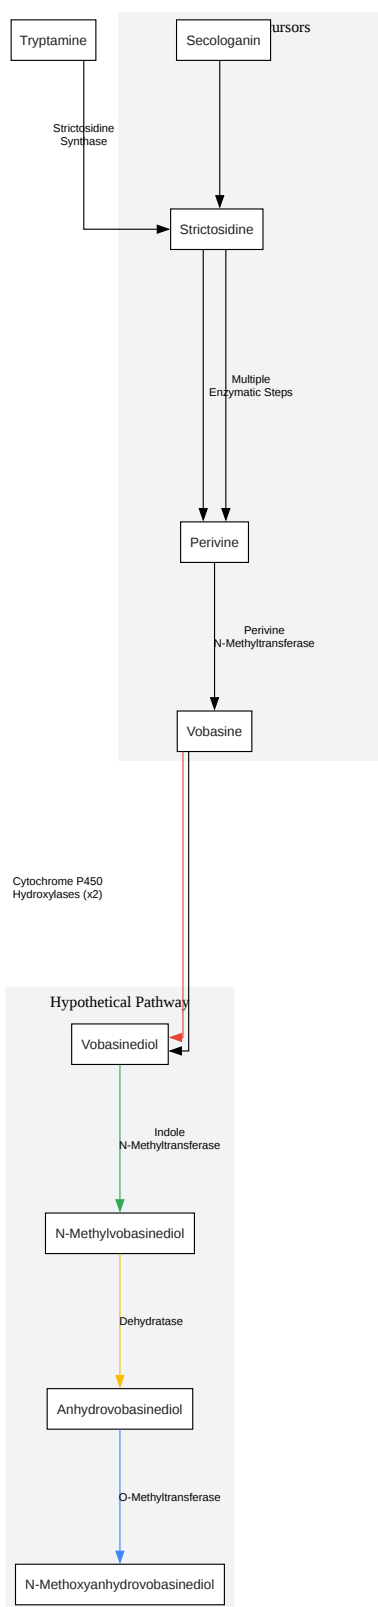 Tryptamine
Secologanin
Strictosidine
Synthase
Strictosidine
Multiple
Enzymatic Steps
Perivine
Perivine
N-Methyltransferase
Vobasine
Cytochrome P450
Hydroxylases (x2)
Hypothetical Pathway
Vobasinediol
Indole
N-Methyltransferase
N-Methylvobasinediol
Dehydratase
Anhydrovobasinediol
O-Methyltransferase
N-Methoxyanhydrovobasinediol